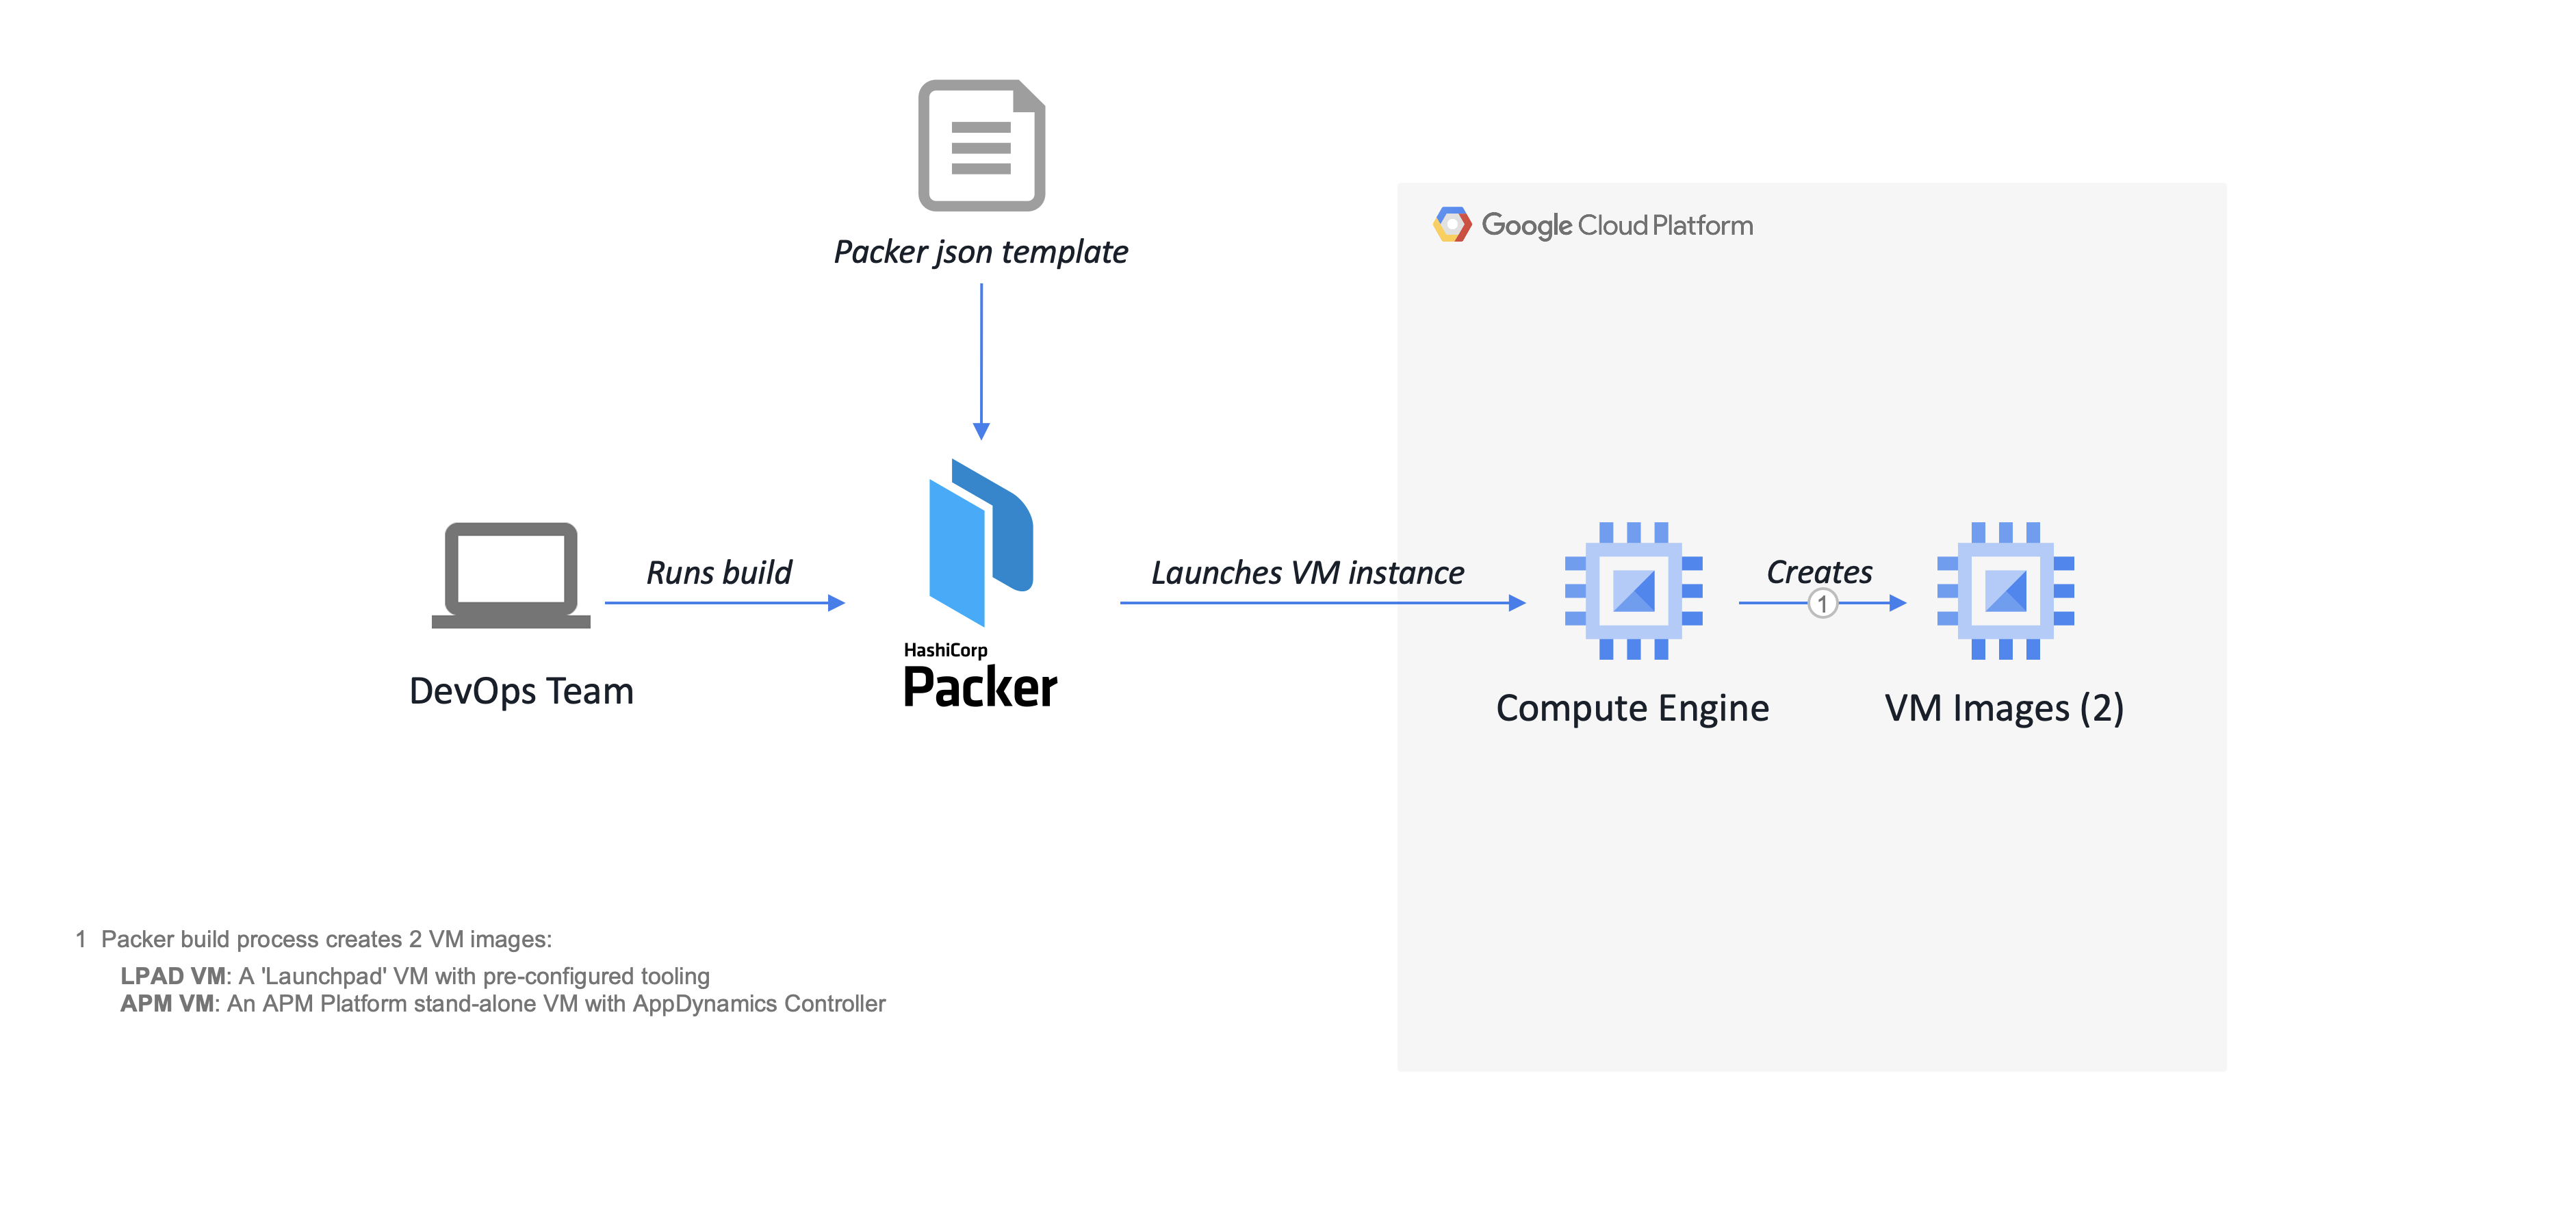 Packer json template
Google Cloud Platform
Runs build
Launches VM instance
Creates
1
HashiCorp
Packer
DevOps Team
Compute Engine
VM Images (2)
1 Packer build process creates 2 VM images:
LPAD VM: A 'Launchpad' VM with pre-configured tooling
APM VM: An APM Platform stand-alone VM with AppDynamics Controller